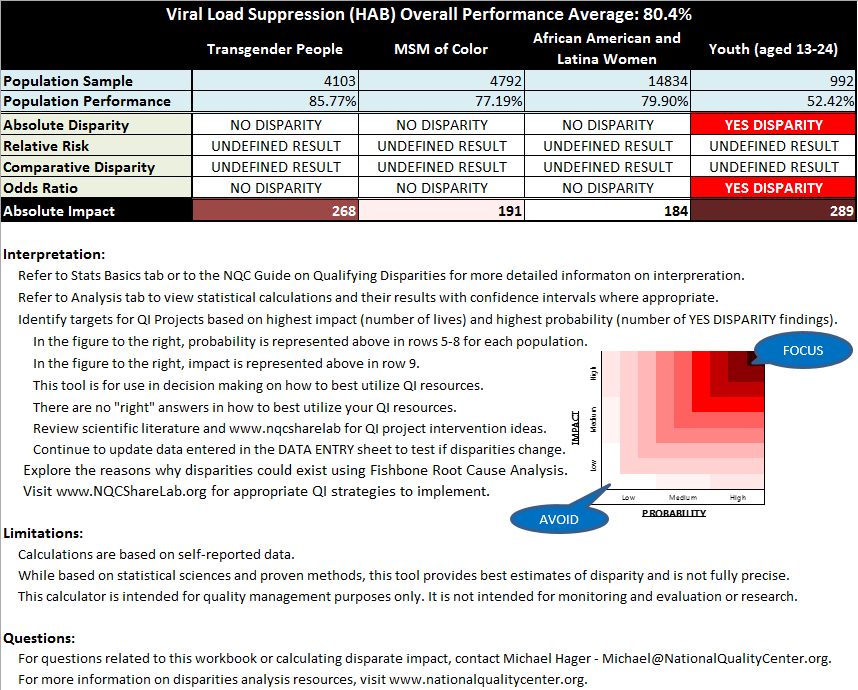 Viral Load Suppression (HAB) Overall Performance Average: 80.4%
Transgender People MSM of Color African American and Latina Women Youth (aged 13-24)
Population Sample 4103 4792 14834 992
Population Performance 85.77% 77.19% 79.90% 52.42%
Absolute Disparity NO DISPARITY NO DISPARITY NO DISPARITY YES DISPARITY
Relative Risk UNDEFINED RESULT UNDEFINED RESULT UNDEFINED RESULT UNDEFINED RESULT
Comparative Disparity UNDEFINED RESULT UNDEFINED RESULT UNDEFINED RESULT UNDEFINED RESULT
Odds Ratio NO DISPARITY NO DISPARITY NO DISPARITY YES DISPARITY
Absolute Impact 268 191 184 289
Interpretation:
Refer to Stats Basics tab or to the NQC Guide on Qualifying Disparities for more detailed informaton on interpreration.
Refer to Analysis tab to view statistical calculations and their results with confidence intervals where appropriate.
Identify targets for QI Projects based on highest impact (number of lives) and highest probability (number of YES DISPARITY findings).
In the figure to the right, probability is represented above in rows 5-8 for each population.
In the figure to the right, impact is represented above in row 9.
This tool is for use in decision making on how to best utilize QI resources.
There are no "right" answers in how to best utilize your QI resources.
Review scientific literature and www.nqcsharelab for QI project intervention ideas.
Continue to update data entered in the DATA ENTRY sheet to test if disparities change.
Explore the reasons why disparities could exist using Fishbone Root Cause Analysis.
Visit www.NQCShareLab.org for appropriate QI strategies to implement.
FOCUS
IMPACT
High
Medium
Low
Low Medium High
PROBABILITY
AVOID
Limitations:
Calculations are based on self-reported data.
While based on statistical sciences and proven methods, this tool provides best estimates of disparity and is not fully precise.
This calculator is intended for quality management purposes only. It is not intended for monitoring and evaluation or research.
Questions:
For questions related to this workbook or calculating disparate impact, contact Michael Hager - Michael@NationalQualityCenter.org.
For more information on disparities analysis resources, visit www.nationalqualitycenter.org.